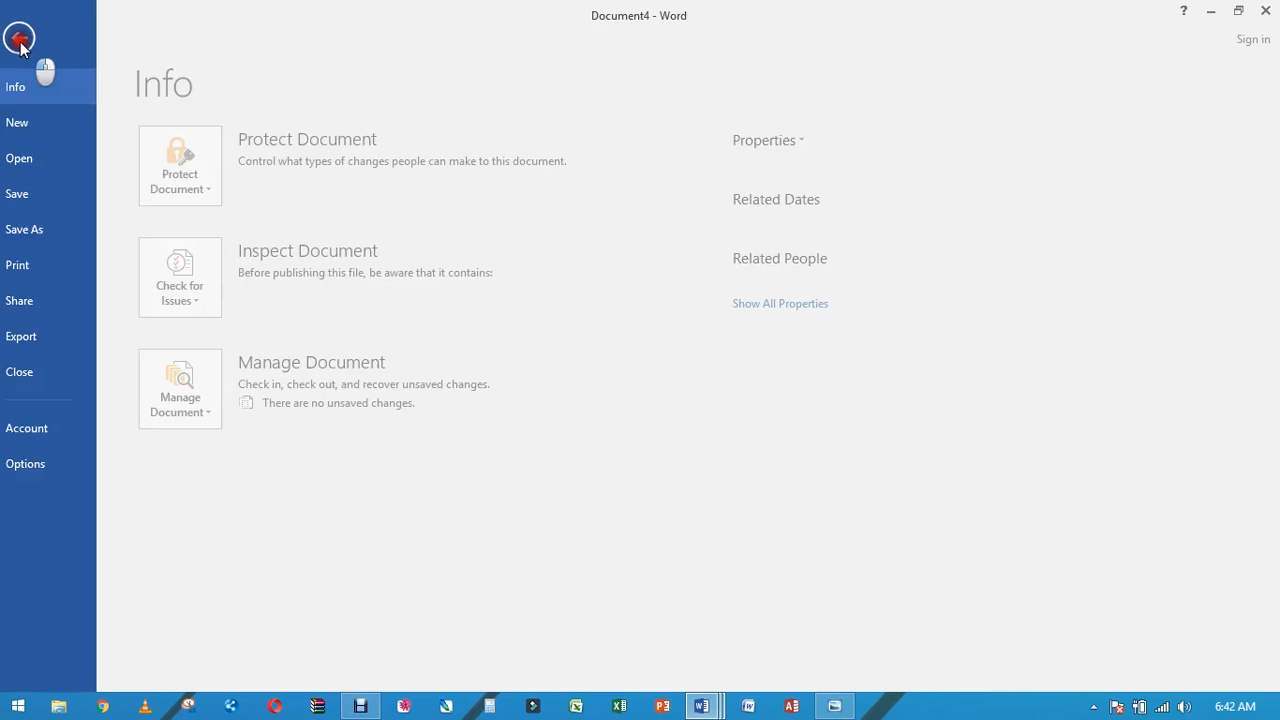 Document4 - Word
?
Sign in
Info
New
Open
Save
Save As
Print
Share
Export
Close
Account
Options
Info
Protect Document
Protect Document
Control what types of changes people can make to this document.
Check for Issues
Inspect Document
Before publishing this file, be aware that it contains:
Manage Document
Manage Document
Check in, check out, and recover unsaved changes.
There are no unsaved changes.
Properties
Related Dates
Related People
Show All Properties
6:42 AM